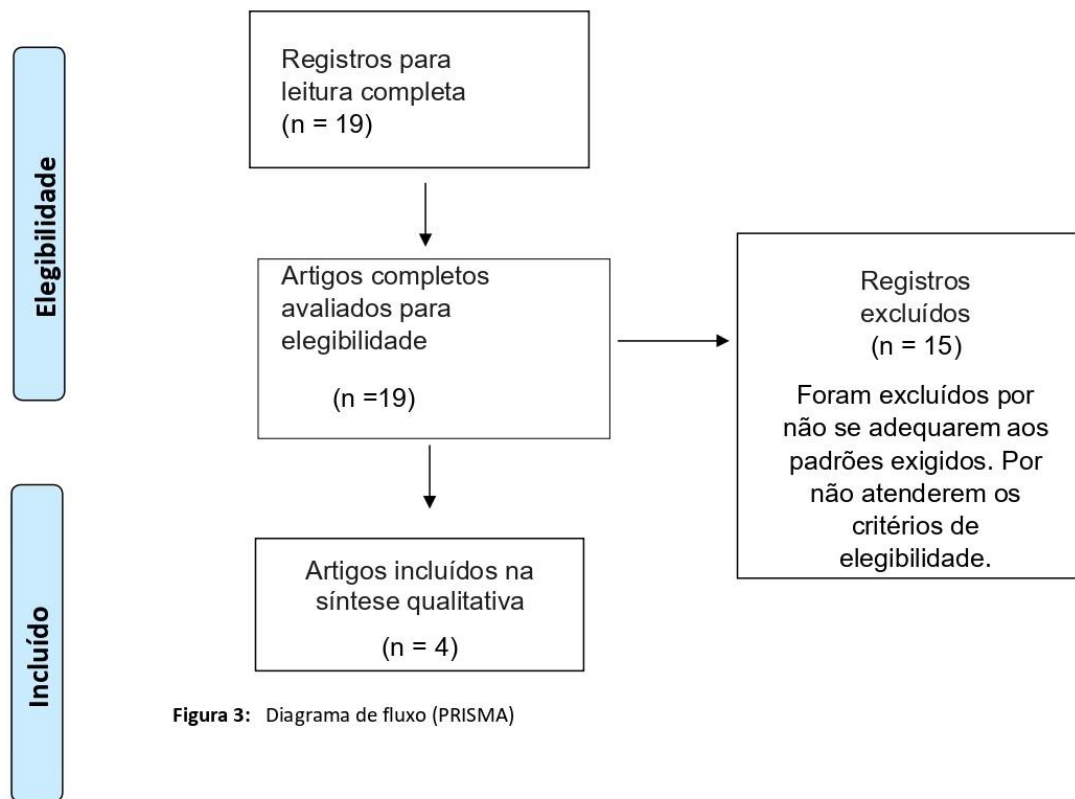 Elegibilidade
Registros para
leitura completa
(n = 19)
Artigos completos
avaliados para
elegibilidade
(n =19)
Registros
excluídos
(n = 15)
Foram excluídos por
não se adequarem aos
padrões exigidos. Por
não atenderem os
critérios de
elegibilidade.
Incluído
Artigos incluídos na
síntese qualitativa
(n = 4)
Figura 3: Diagrama de fluxo (PRISMA)